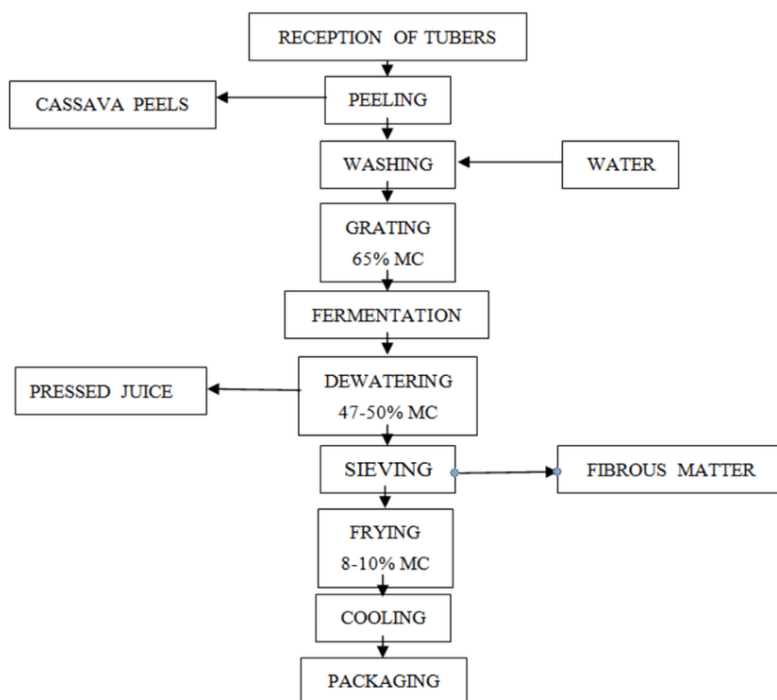 RECEPTION OF TUBERS
PEELING
CASSAVA PEELS
WASHING
WATER
GRATING
65% MC
FERMENTATION
DEWATERING
47-50% MC
PRESSED JUICE
SIEVING
FIBROUS MATTER
FRYING
8-10% MC
COOLING
PACKAGING